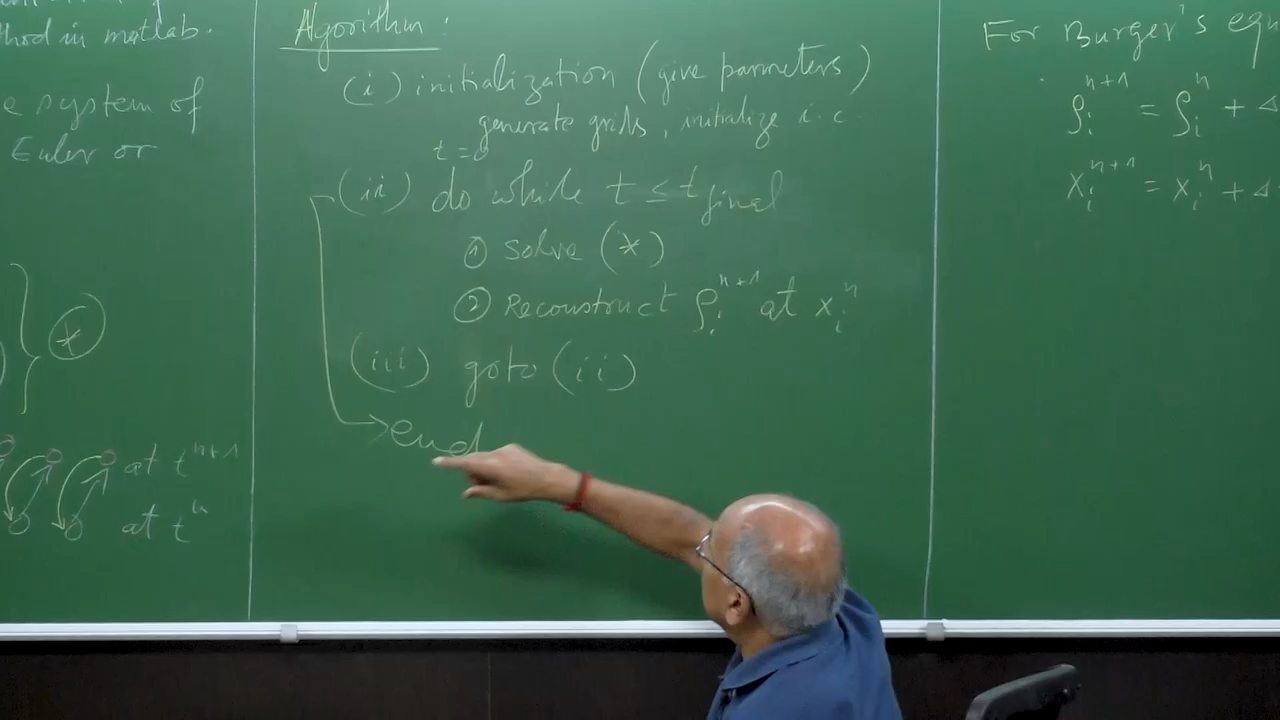 method in matlab.
e system of
Euler or
} (*)
at t^{n+1}
at t^n
Algorithm:
(i) initialization (give parmeters)
generate grids, initialize i.c.
t = 0
(ii) do while t ≤ t_final
① solve (*)
② Reconstruct ρ_i^{n+1} at x_i^n
(iii) goto (ii)
→ end
For Burger's equ
ρ_i^{n+1} = ρ_i^n + Δ
x_i^{n+1} = x_i^n + Δ